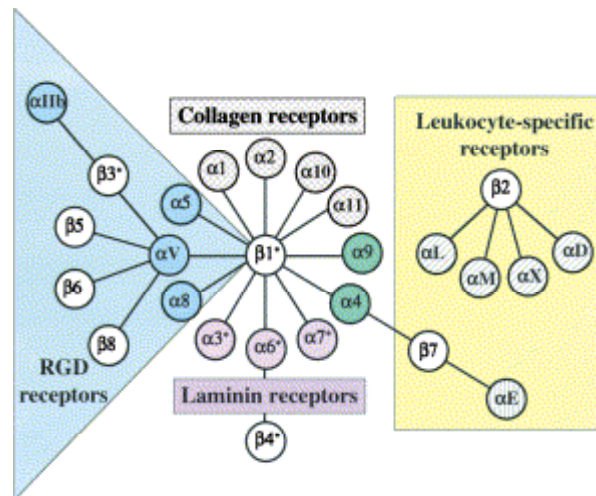 αIIb
β3*
β5
αV
β6
β8
RGD
receptors
Collagen receptors
α1
α2
α10
α11
α5
β1*
α9
α8
α4
α3*
α6*
α7*
Laminin receptors
β4*
Leukocyte-specific
receptors
β2
αL
αM
αX
αD
β7
αE